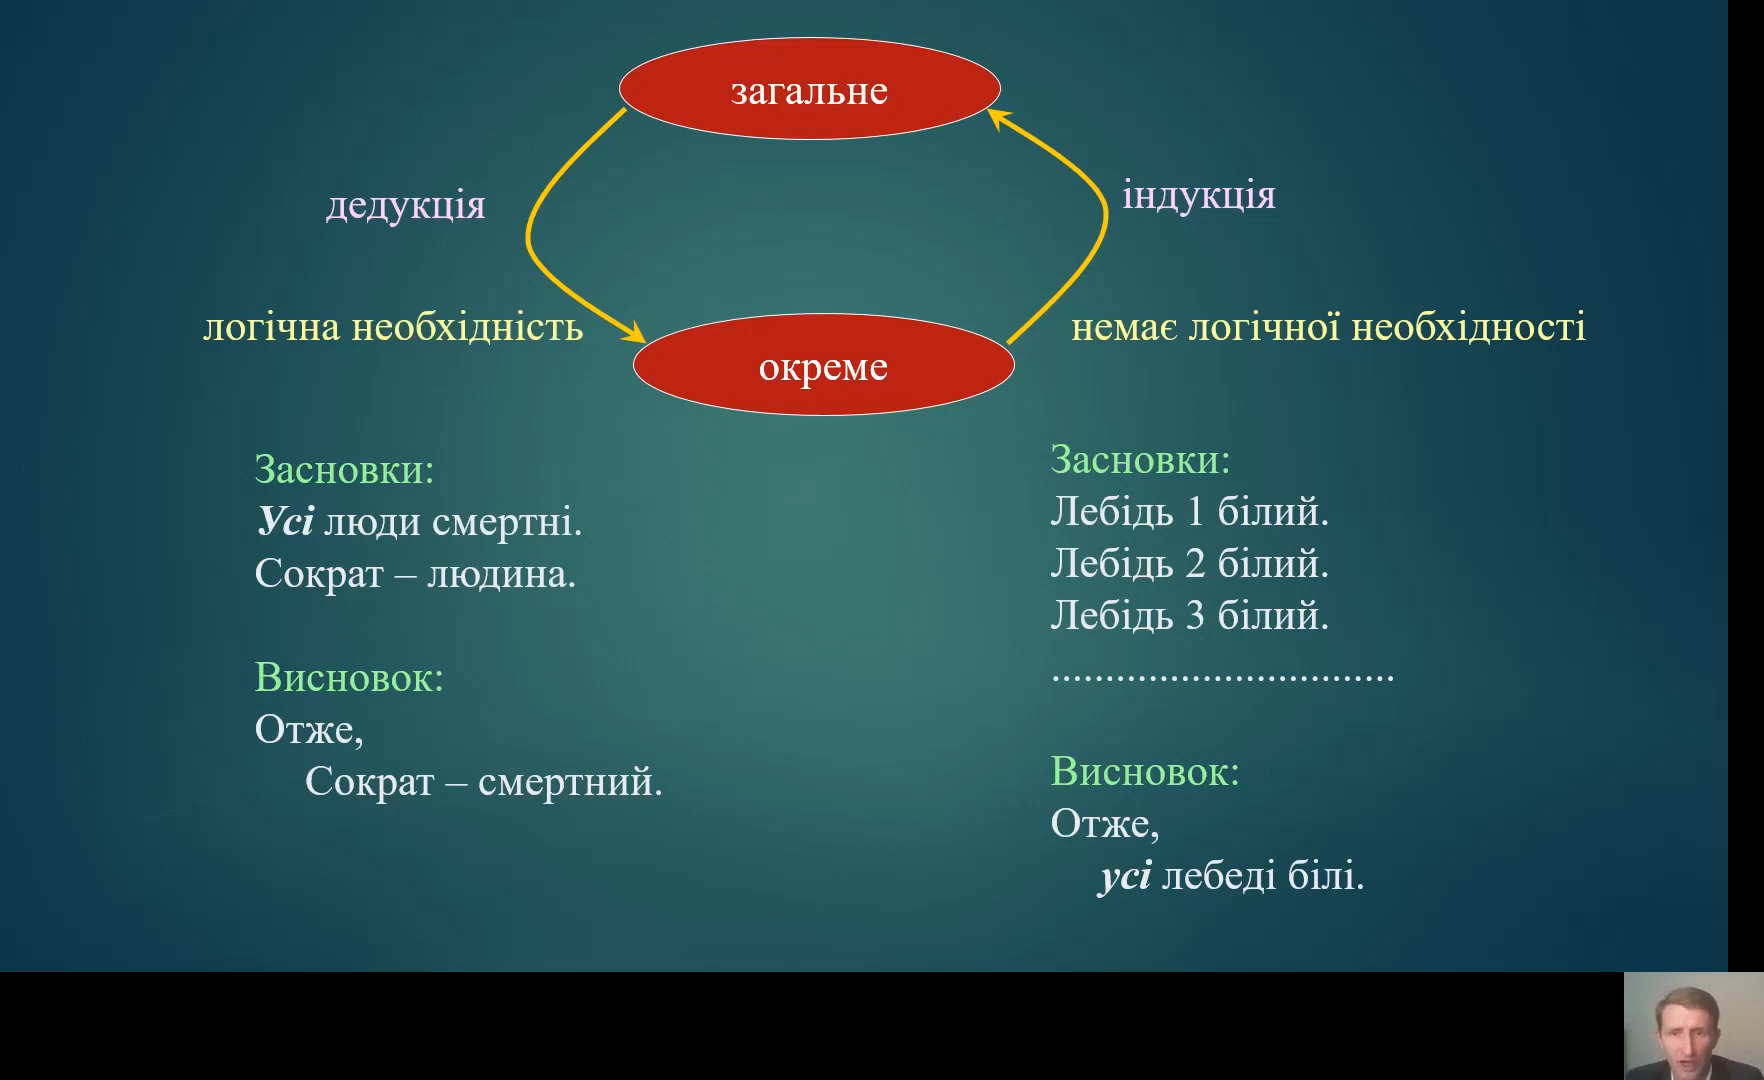 загальне
дедукція
індукція
логічна необхідність
немає логічної необхідності
окреме
Засновки:
Усі люди смертні.
Сократ – людина.
Висновок:
Отже,
Сократ – смертний.
Засновки:
Лебідь 1 білий.
Лебідь 2 білий.
Лебідь 3 білий.
................................
Висновок:
Отже,
усі лебеді білі.